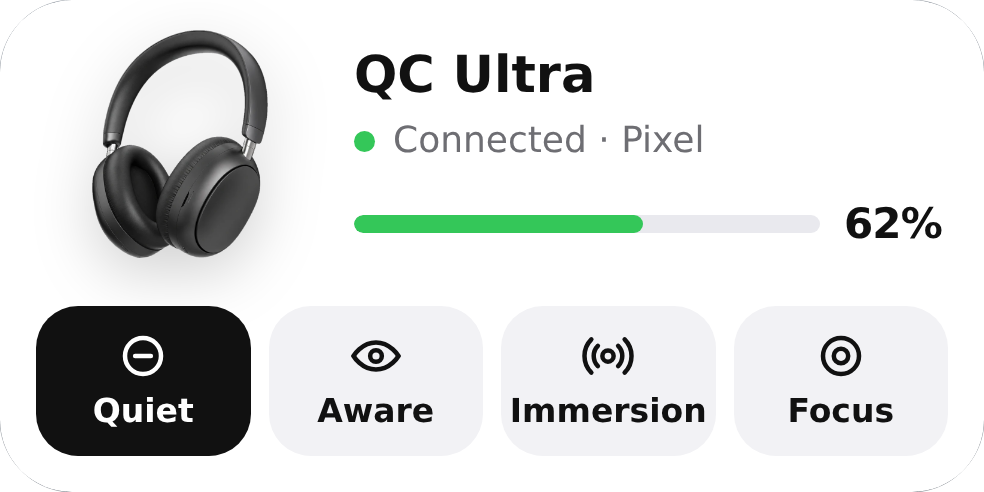 QC Ultra
Connected · Pixel
62%
Quiet
Aware
Immersion
Focus